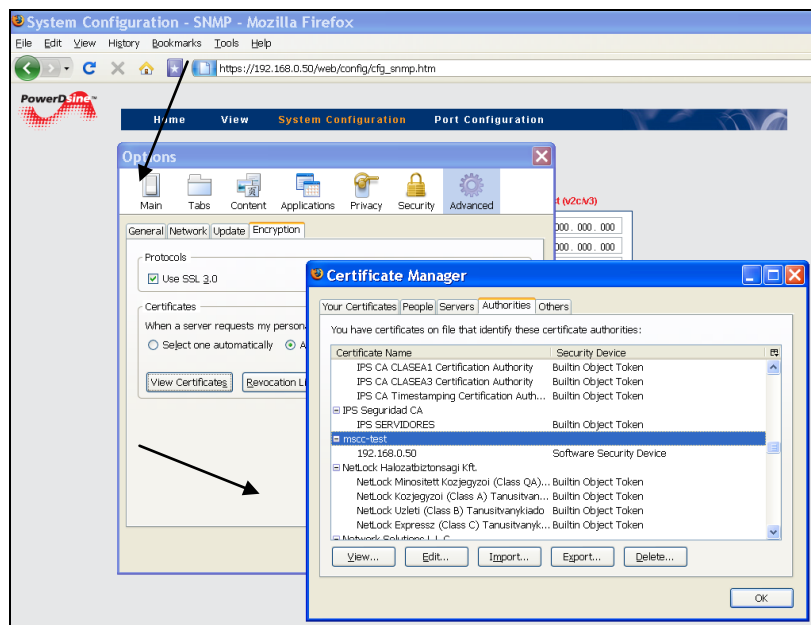 System Configuration - SNMP - Mozilla Firefox
File Edit View History Bookmarks Tools Help
https://192.168.0.50/web/config/cfg_snmp.htm
PowerDsine™
Home View System Configuration Port Configuration
Options
Main Tabs Content Applications Privacy Security Advanced
st (v2c/v3)
General Network Update Encryption
000 . 000 . 000
000 . 000 . 000
Protocols
Use SSL 3.0
Certificates
When a server requests my persona
Select one automatically A
View Certificates Revocation Li
Certificate Manager
Your Certificates People Servers Authorities Others
You have certificates on file that identify these certificate authorities:
Certificate Name Security Device
IPS CA CLASEA1 Certification Authority Builtin Object Token
IPS CA CLASEA3 Certification Authority Builtin Object Token
IPS CA Timestamping Certification Auth... Builtin Object Token
IPS Seguridad CA
IPS SERVIDORES Builtin Object Token
mscc-test
192.168.0.50 Software Security Device
NetLock Halozatbiztonsagi Kft.
NetLock Minositett Kozjegyzoi (Class QA)... Builtin Object Token
NetLock Kozjegyzoi (Class A) Tanusitvan... Builtin Object Token
NetLock Uzleti (Class B) Tanusitvanykiado Builtin Object Token
NetLock Expressz (Class C) Tanusitvanyk... Builtin Object Token
Network Solutions L.L.C.
View... Edit... Import... Export... Delete...
OK